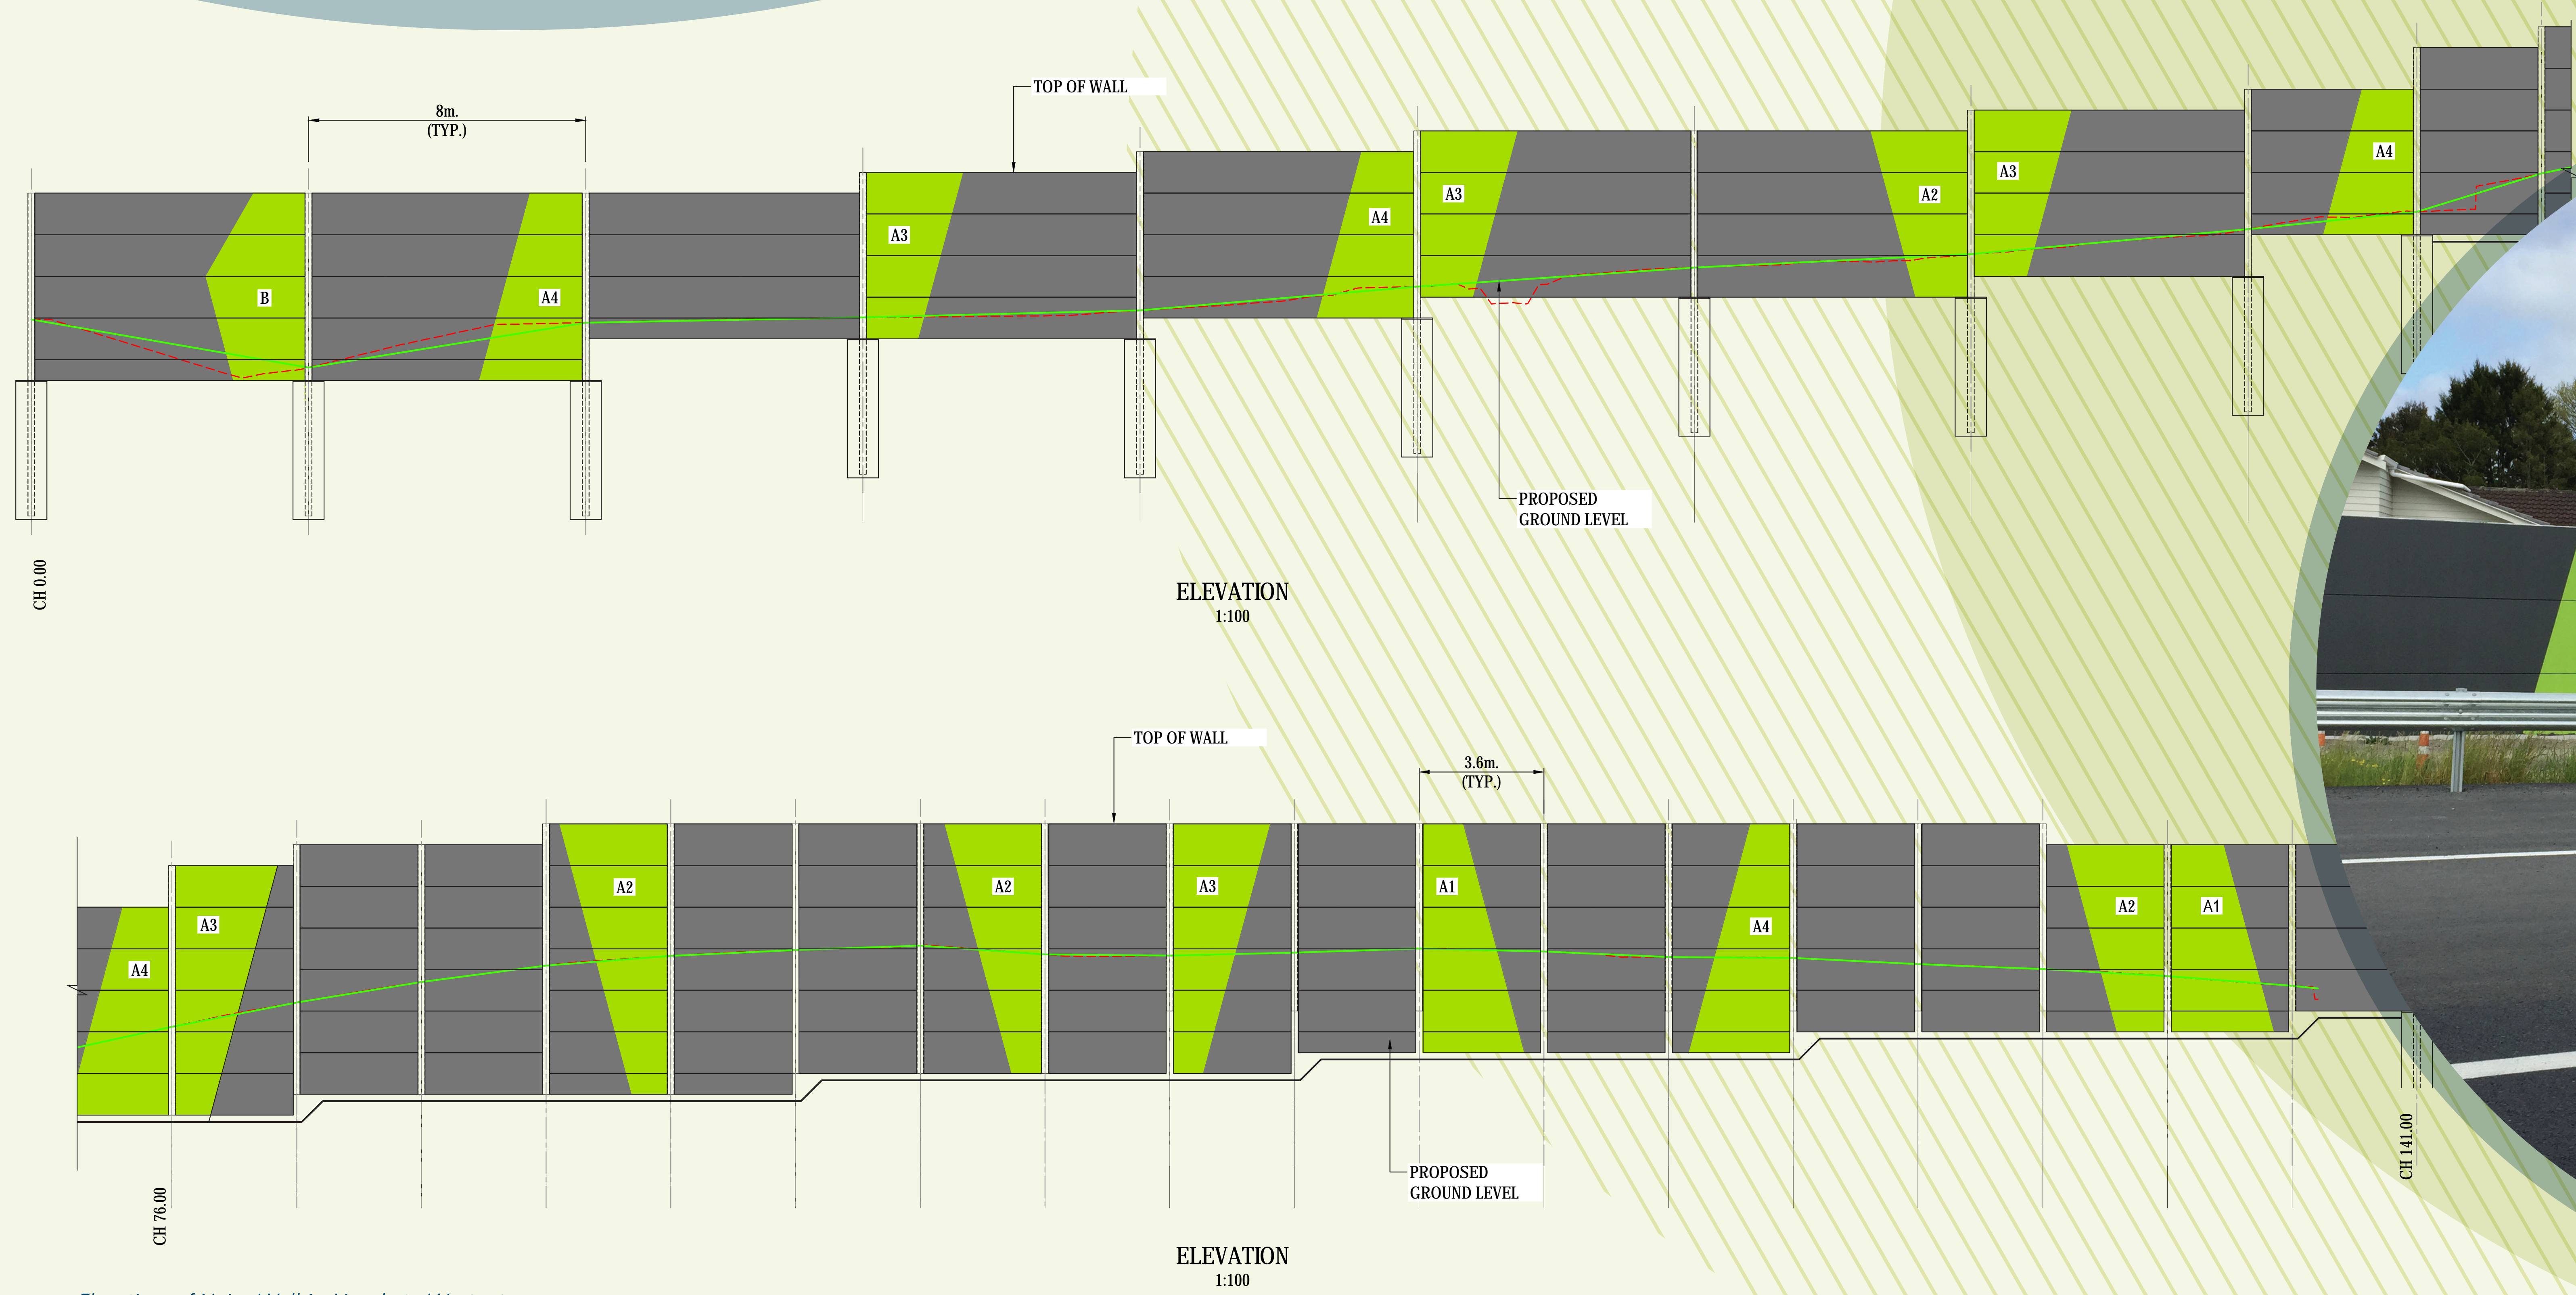 TOP OF WALL
8m.
(TYP.)
B
A4
A3
A4
A3
A2
A3
A4
PROPOSED
GROUND LEVEL
CH 0.00
ELEVATION
1:100
TOP OF WALL
3.6m.
(TYP.)
A4
A3
A2
A2
A3
A1
A4
A2
A1
PROPOSED
GROUND LEVEL
CH 76.00
CH 141.00
ELEVATION
1:100